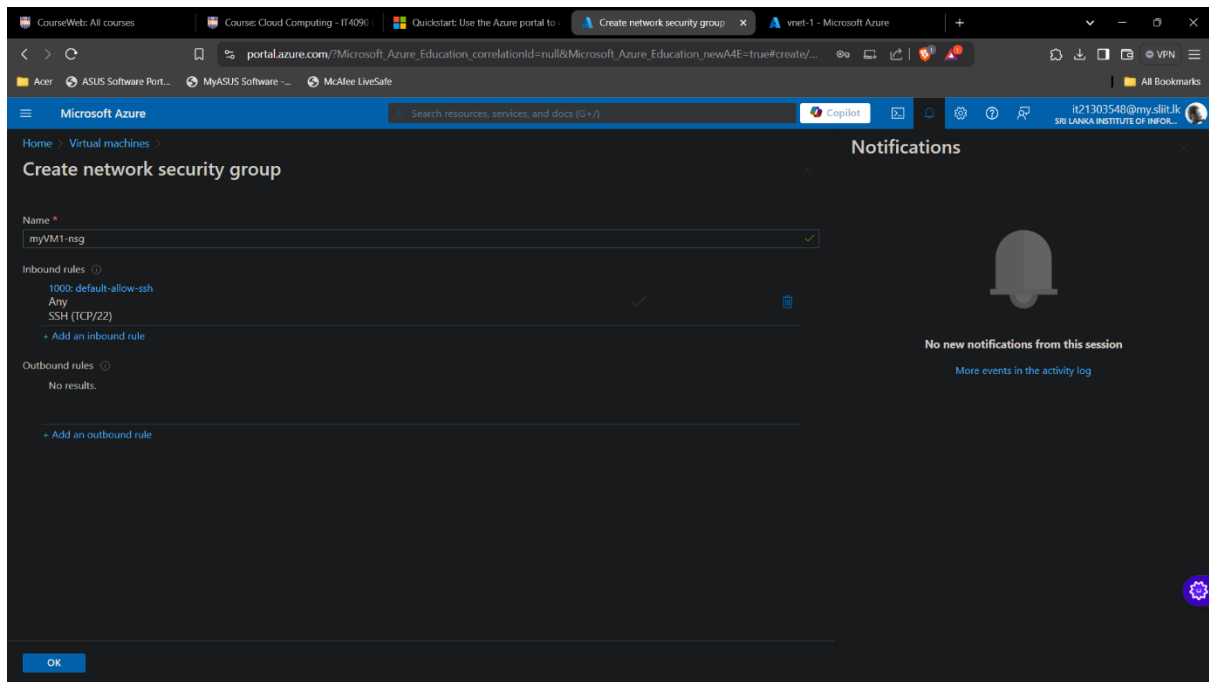 CourseWeb: All courses
Course: Cloud Computing - IT4090
Quickstart: Use the Azure portal to
Create network security group
vnet-1 - Microsoft Azure
portal.azure.com/?Microsoft_Azure_Education_correlationId=null&Microsoft_Azure_Education_newA4E=true#create/...
VPN
Acer
ASUS Software Port...
MyASUS Software -...
McAfee LiveSafe
All Bookmarks
Microsoft Azure
Search resources, services, and docs (G+/)
Copilot
it21303548@my.sliit.lk
SRI LANKA INSTITUTE OF INFOR...
Home > Virtual machines >
Create network security group
Name *
myVM1-nsg
Inbound rules
1000: default-allow-ssh
Any
SSH (TCP/22)
+ Add an inbound rule
Outbound rules
No results.
+ Add an outbound rule
OK
Notifications
No new notifications from this session
More events in the activity log